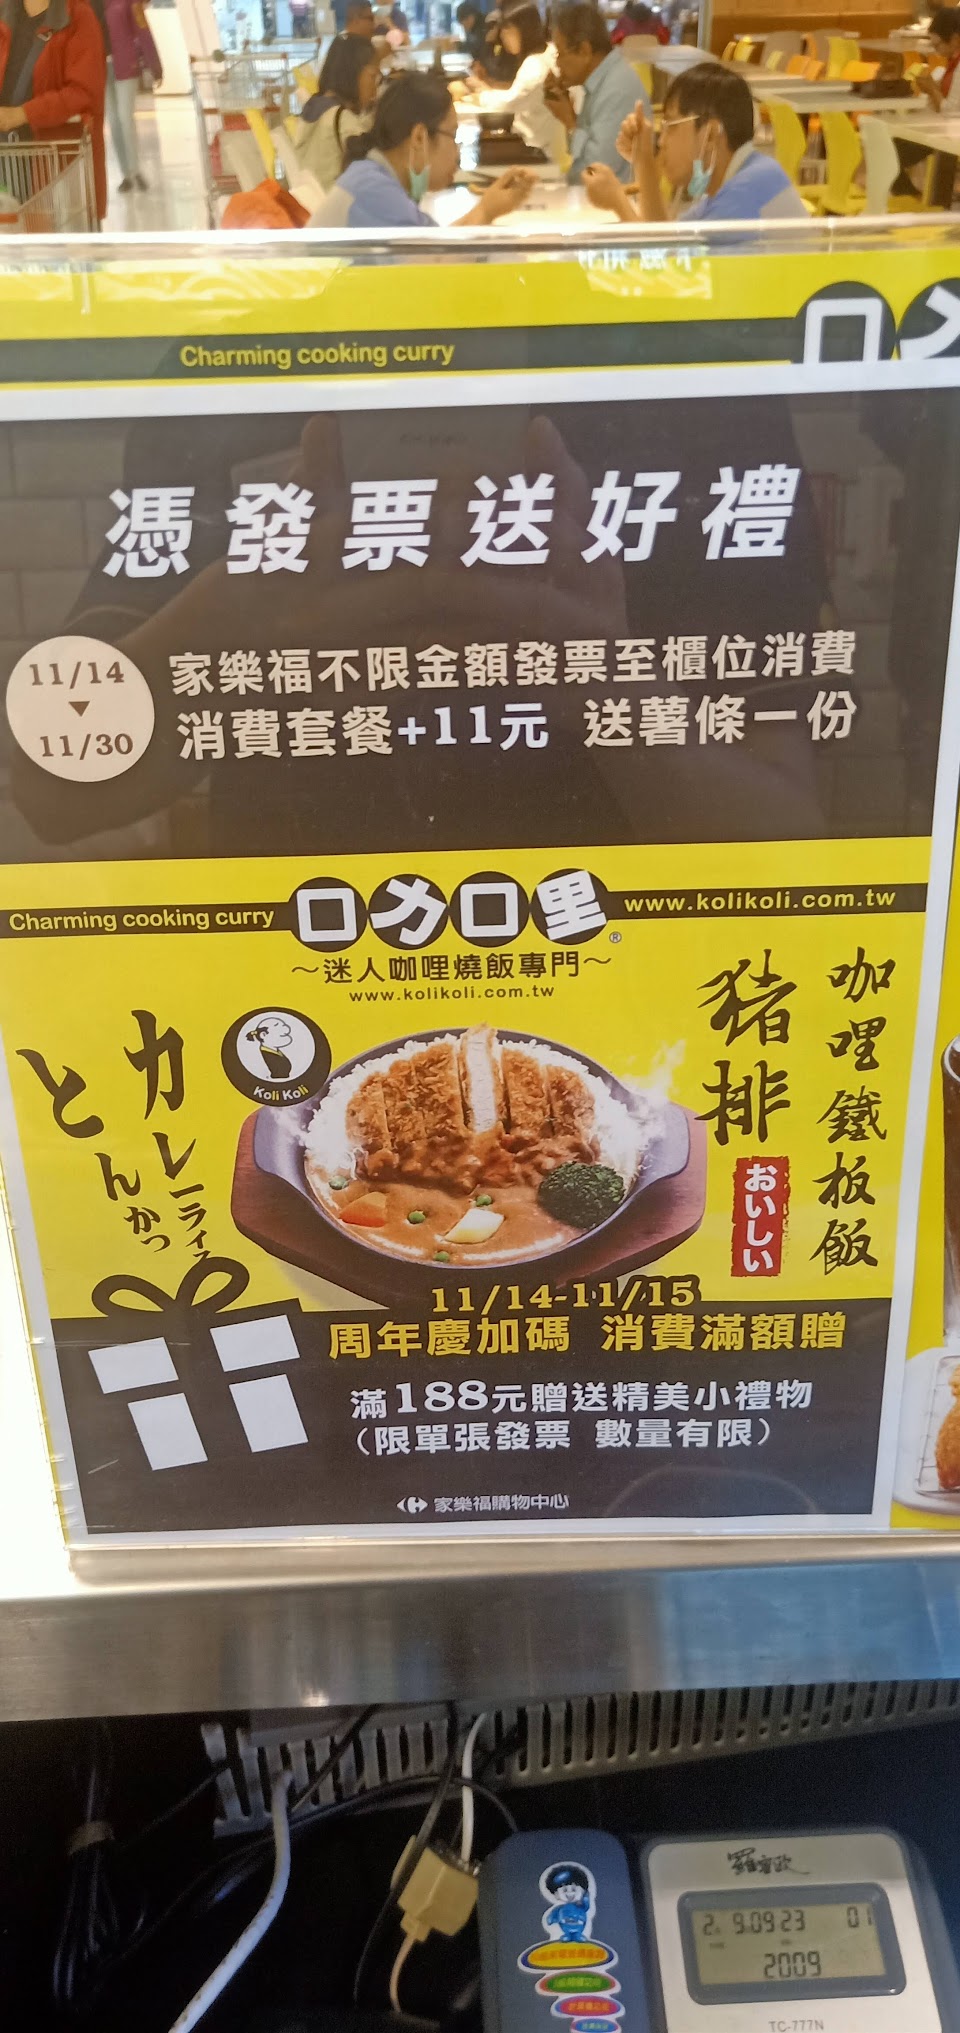 Charming cooking curry
憑發票送好禮
11/14
▼
11/30
家樂福不限金額發票至櫃位消費
消費套餐+11元 送薯條一份
Charming cooking curry
口力口里®
www.kolikoli.com.tw
～迷人咖哩燒飯專門～
www.kolikoli.com.tw
咖哩鐵板飯
豬排
おいしい
Koli Koli
カレーライス
とんかつ
11/14-11/15
周年慶加碼 消費滿額贈
滿188元贈送精美小禮物
（限單張發票 數量有限）
家樂福購物中心
2009
TC-777N